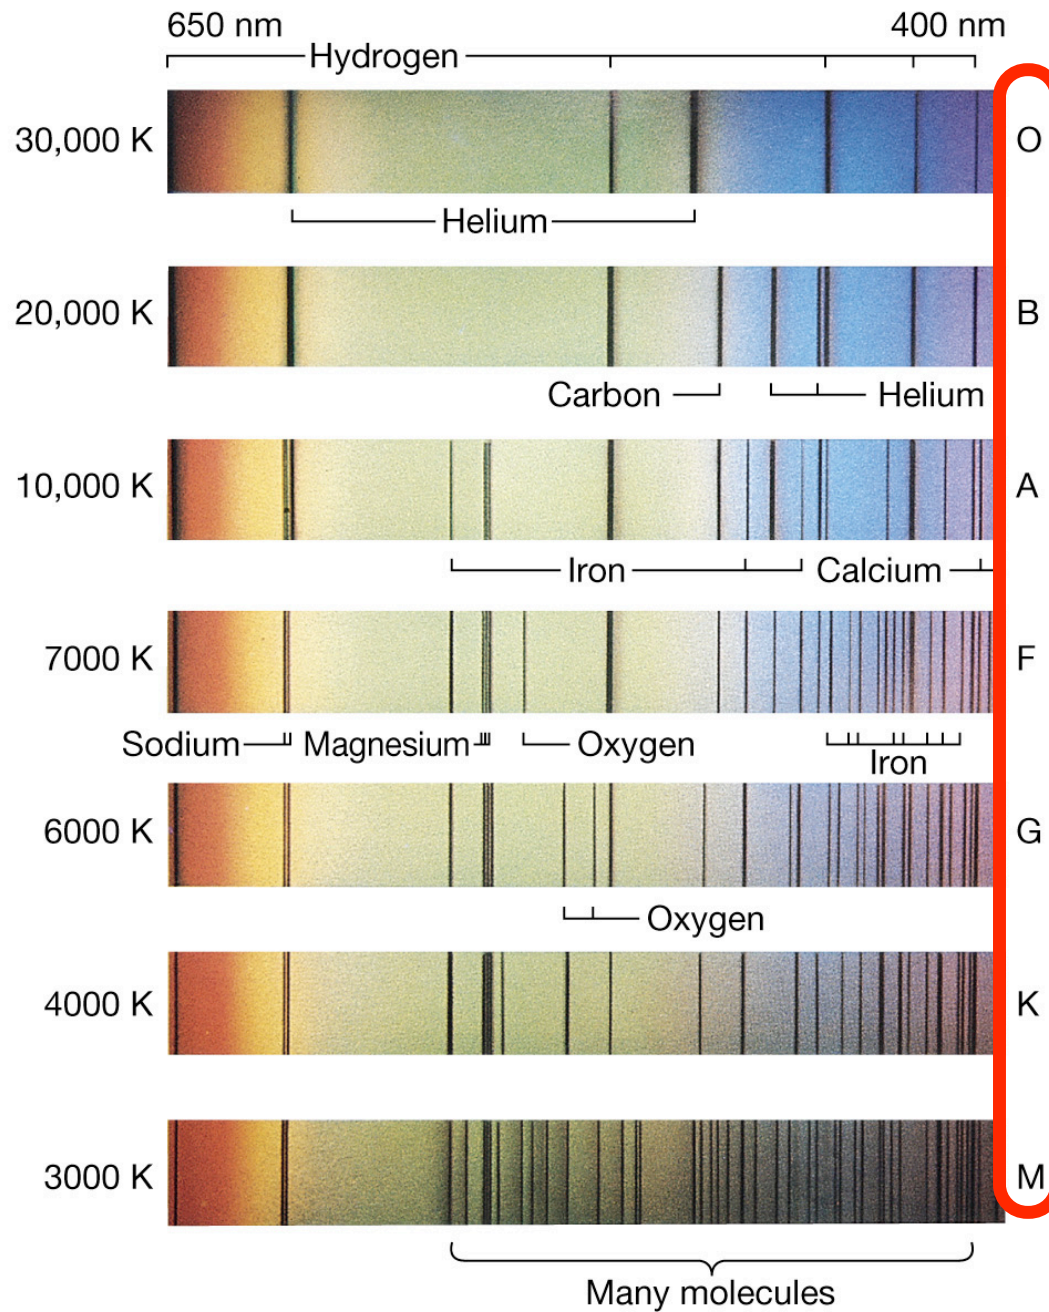 650 nm 400 nm
Hydrogen
30,000 K O
Helium
20,000 K B
Carbon Helium
10,000 K A
Iron Calcium
7000 K F
Sodium Magnesium Oxygen
Iron
6000 K G
Oxygen
4000 K K
3000 K M
Many molecules